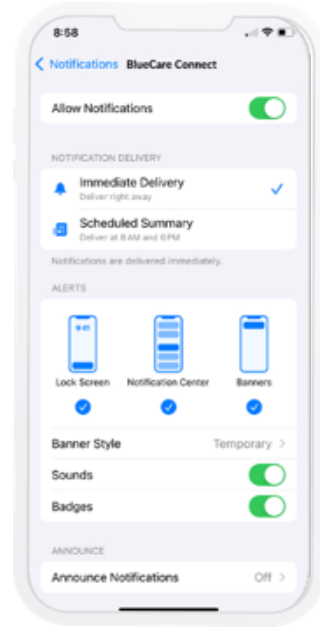 8:58
Notifications BlueCare Connect
Allow Notifications
NOTIFICATION DELIVERY
Immediate Delivery
Deliver right away
Scheduled Summary
Deliver at 8 AM and 6 PM
Notifications are delivered immediately.
ALERTS
9:41
Lock Screen Notification Center Banners
Banner Style Temporary
Sounds
Badges
ANNOUNCE
Announce Notifications Off